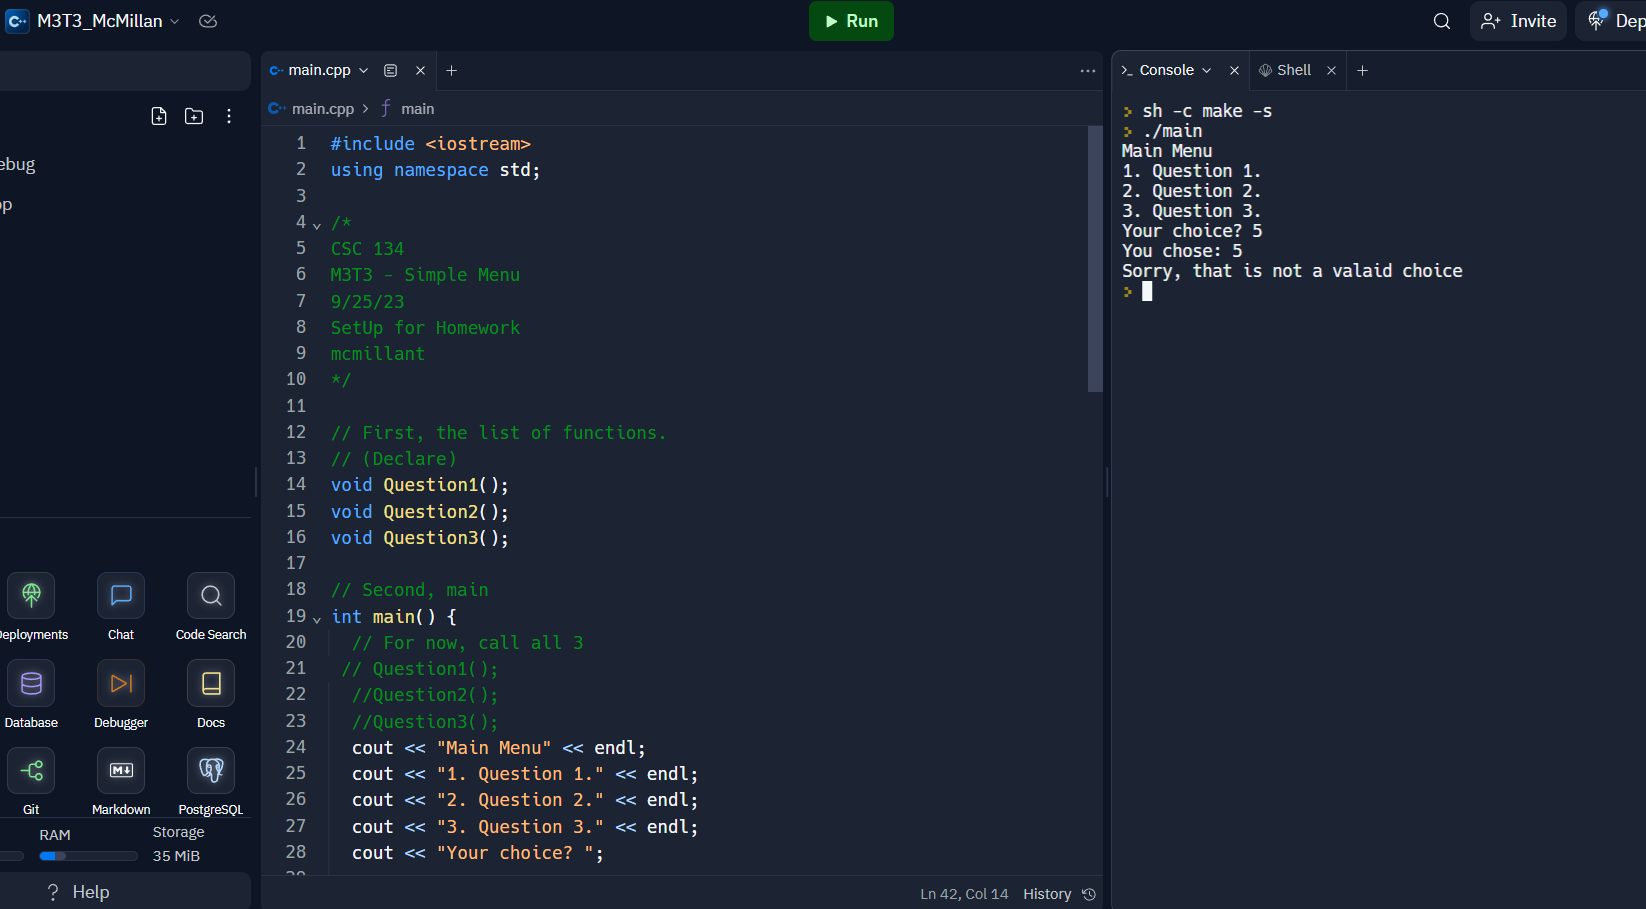 M3T3_McMillan
Run
Invite
Dep
ebug
op
Deployments
Chat
Code Search
Database
Debugger
Docs
Git
Markdown
PostgreSQL
RAM
Storage
35 MiB
? Help
main.cpp
main.cpp > main
1 #include <iostream>
2 using namespace std;
3
4 /*
5 CSC 134
6 M3T3 - Simple Menu
7 9/25/23
8 SetUp for Homework
9 mcmillant
10 */
11
12 // First, the list of functions.
13 // (Declare)
14 void Question1();
15 void Question2();
16 void Question3();
17
18 // Second, main
19 int main() {
20 // For now, call all 3
21 // Question1();
22 //Question2();
23 //Question3();
24 cout << "Main Menu" << endl;
25 cout << "1. Question 1." << endl;
26 cout << "2. Question 2." << endl;
27 cout << "3. Question 3." << endl;
28 cout << "Your choice? ";
Ln 42, Col 14 History
Console
Shell
> sh -c make -s
> ./main
Main Menu
1. Question 1.
2. Question 2.
3. Question 3.
Your choice? 5
You chose: 5
Sorry, that is not a valaid choice
>